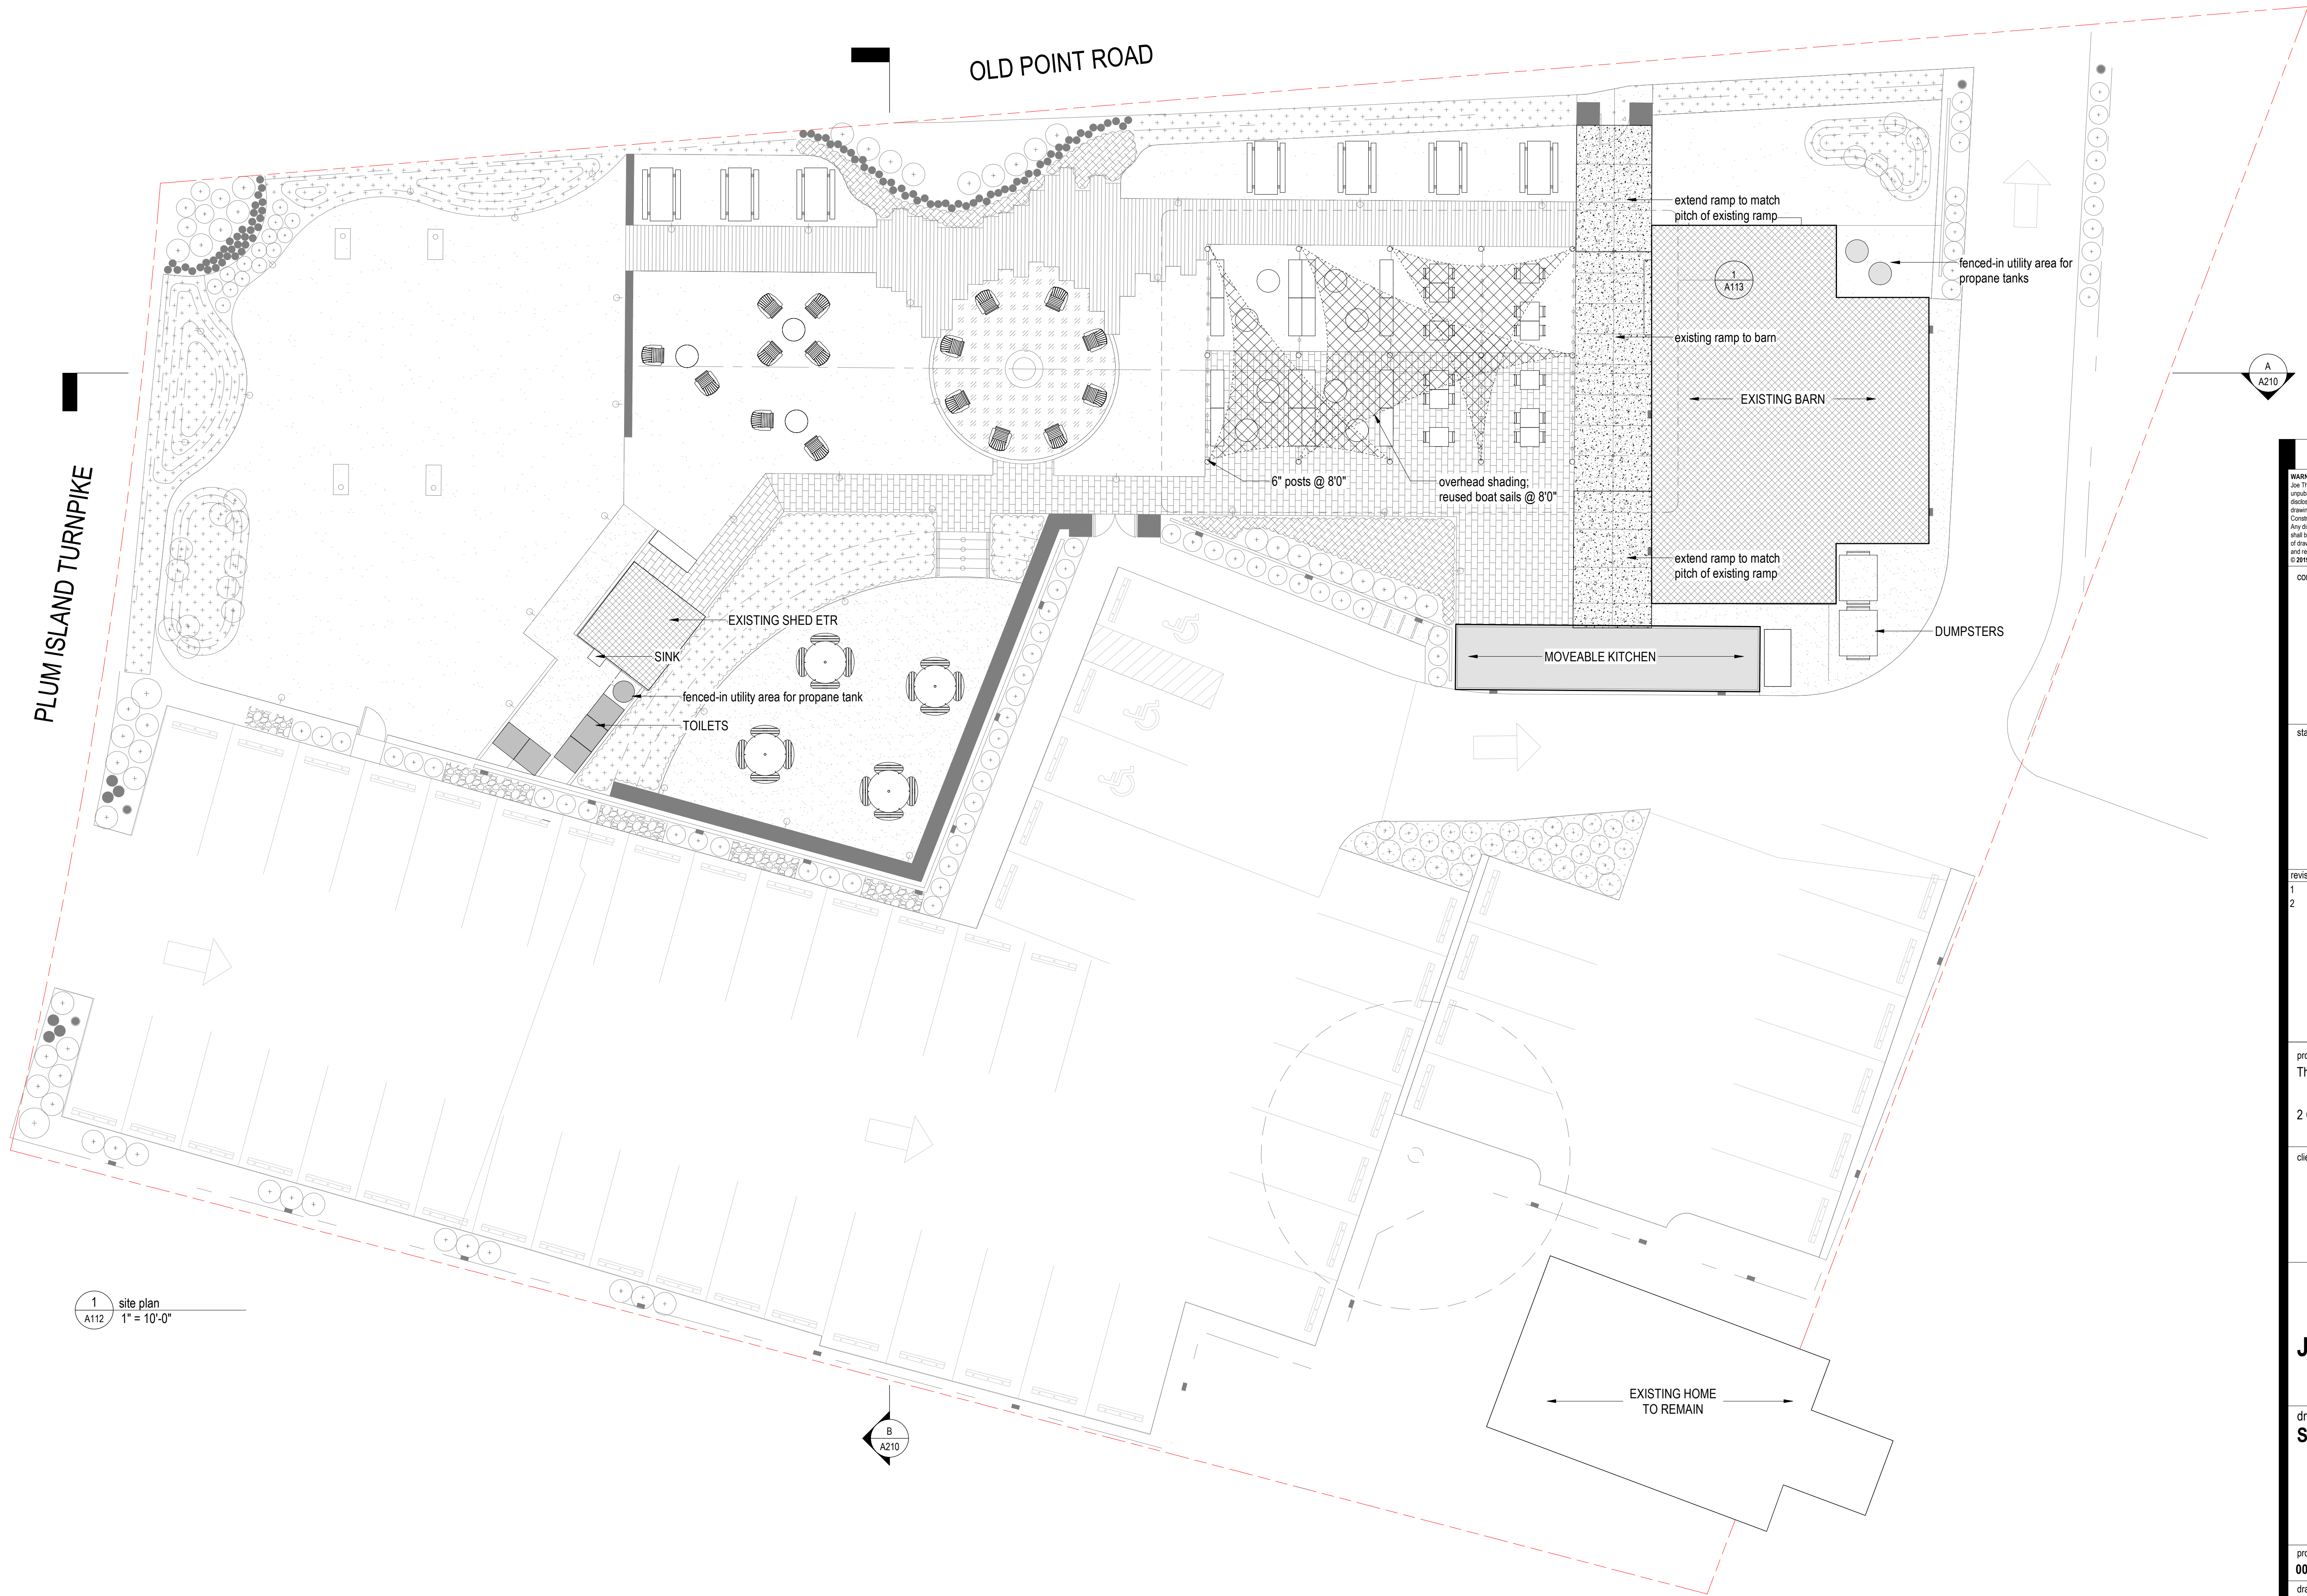 OLD POINT ROAD
PLUM ISLAND TURNPIKE
extend ramp to match
pitch of existing ramp
1
A113
fenced-in utility area for
propane tanks
existing ramp to barn
EXISTING BARN
A
A210
6" posts @ 8'0"
overhead shading;
reused boat sails @ 8'0"
extend ramp to match
pitch of existing ramp
EXISTING SHED ETR
SINK
fenced-in utility area for propane tank
TOILETS
MOVEABLE KITCHEN
DUMPSTERS
1
A112
site plan
1" = 10'-0"
B
A210
EXISTING HOME
TO REMAIN
1
2